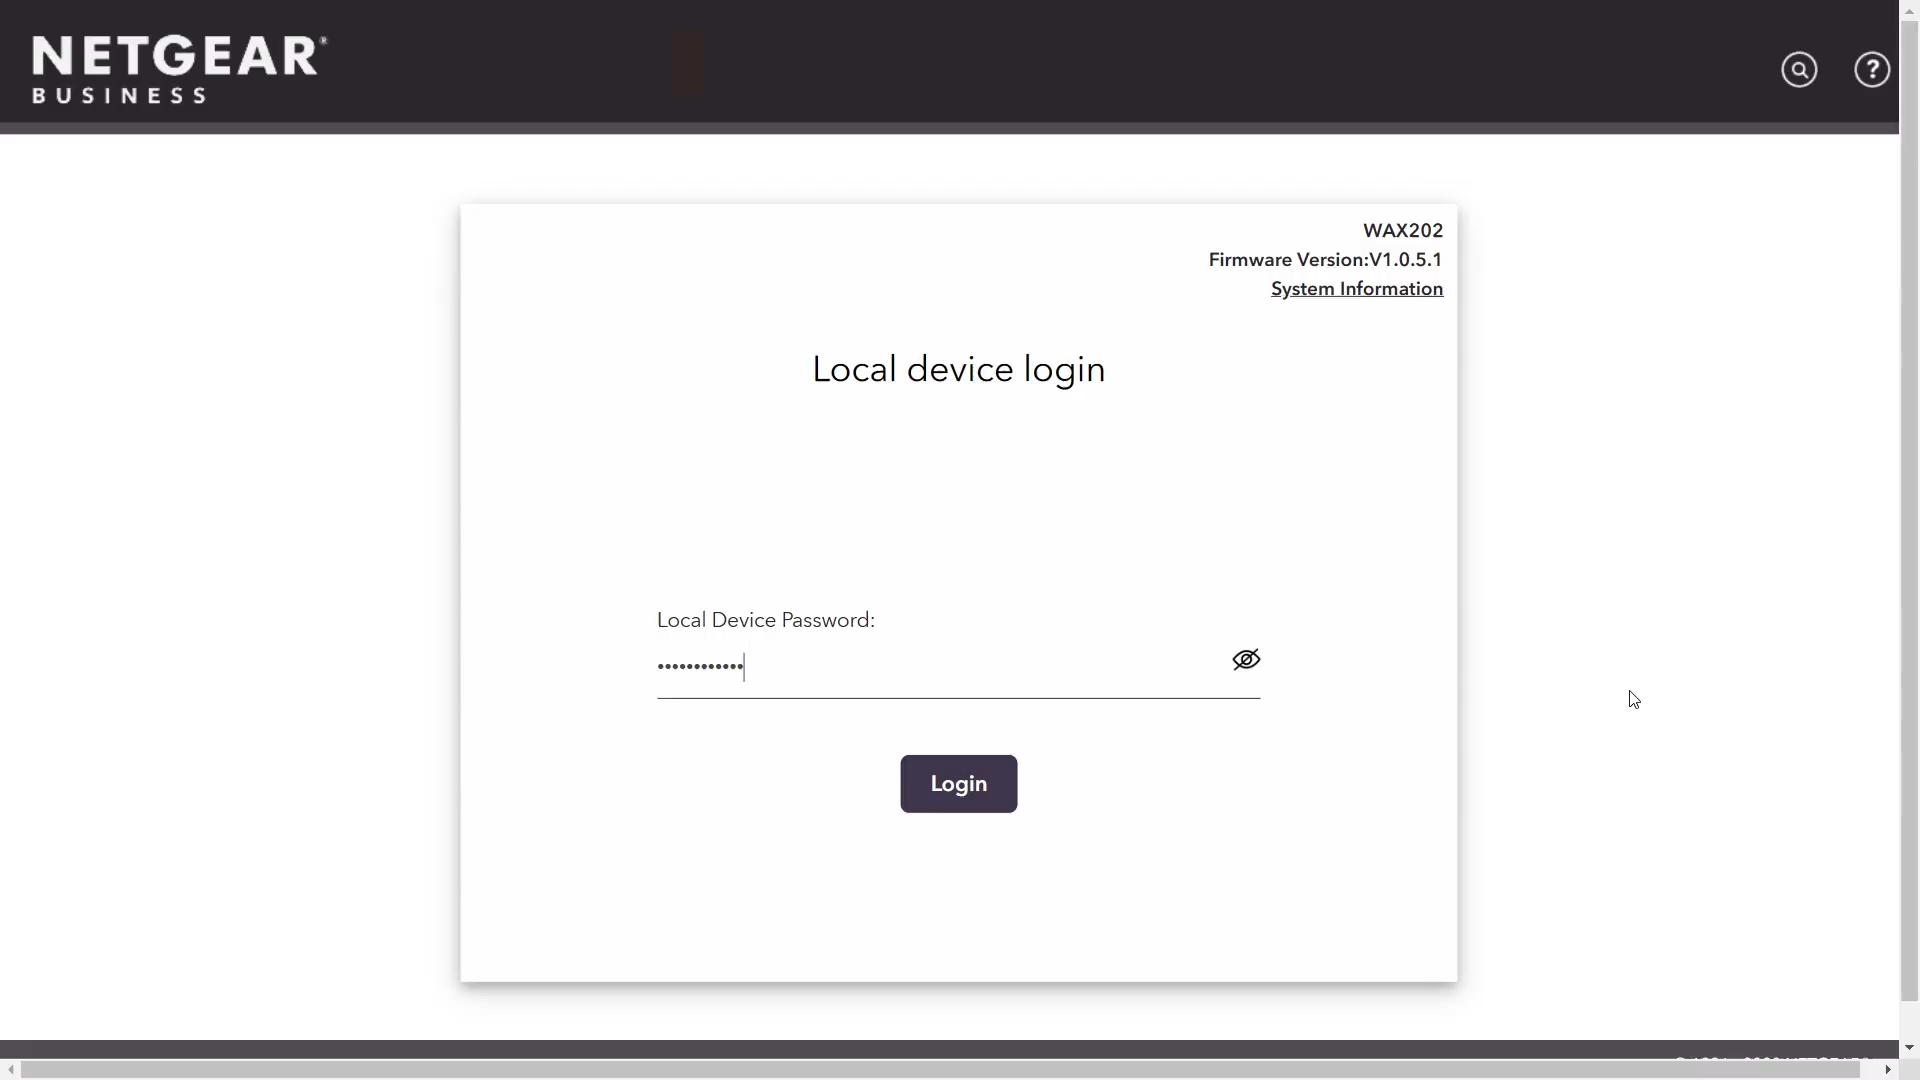 NETGEAR®
BUSINESS
WAX202
Firmware Version:V1.0.5.1
System Information
Local device login
Local Device Password:
••••••••••••
Login